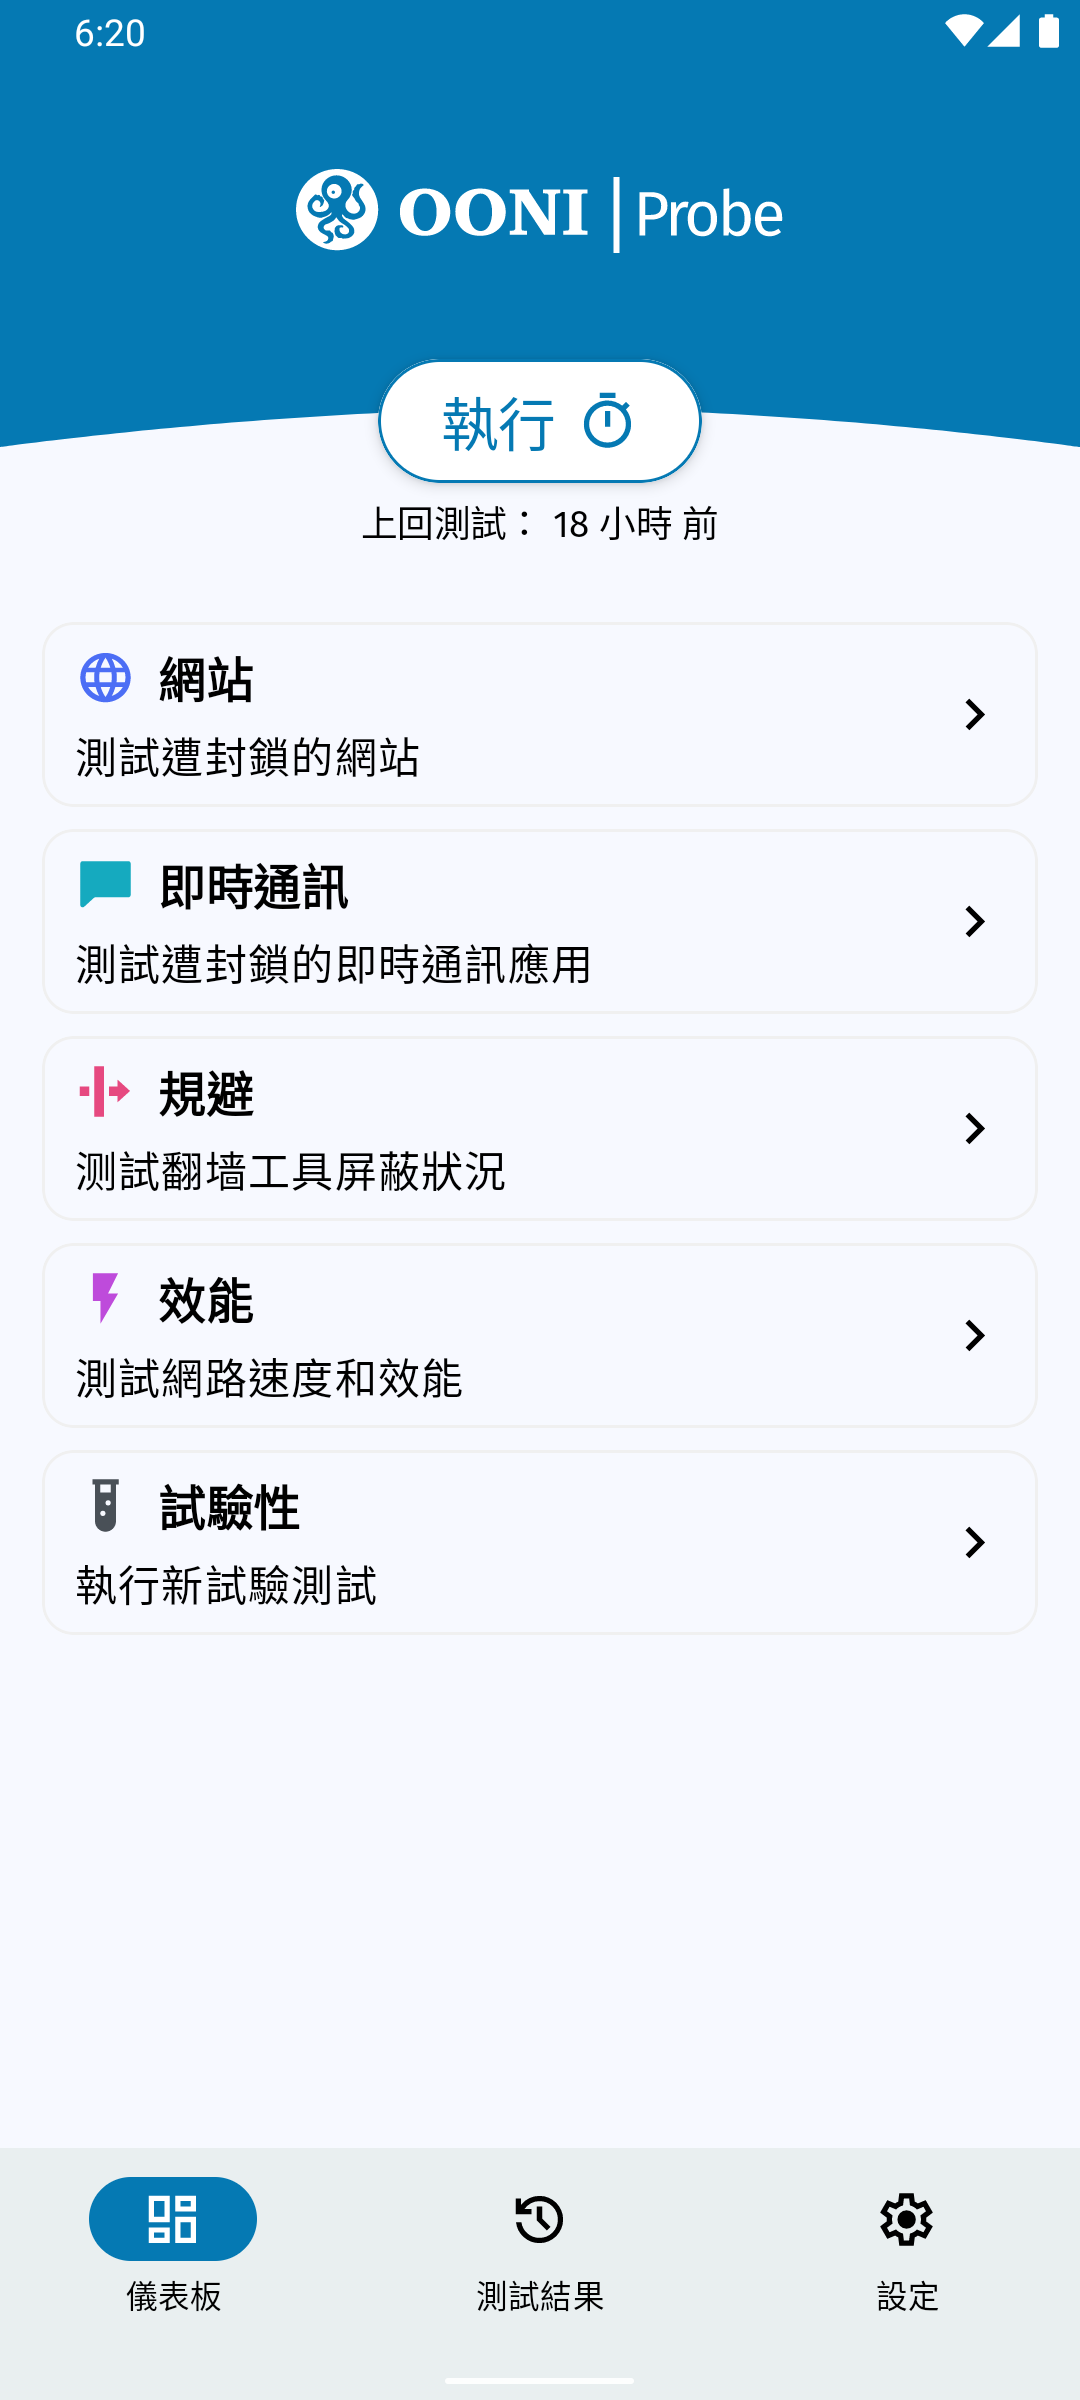 6:20
OONI | Probe
執行
上回測試： 18 小時 前
網站
測試遭封鎖的網站
即時通訊
測試遭封鎖的即時通訊應用
規避
测試翻墙工具屏蔽狀況
效能
測試網路速度和效能
試驗性
執行新試驗測試
儀表板
測試結果
設定